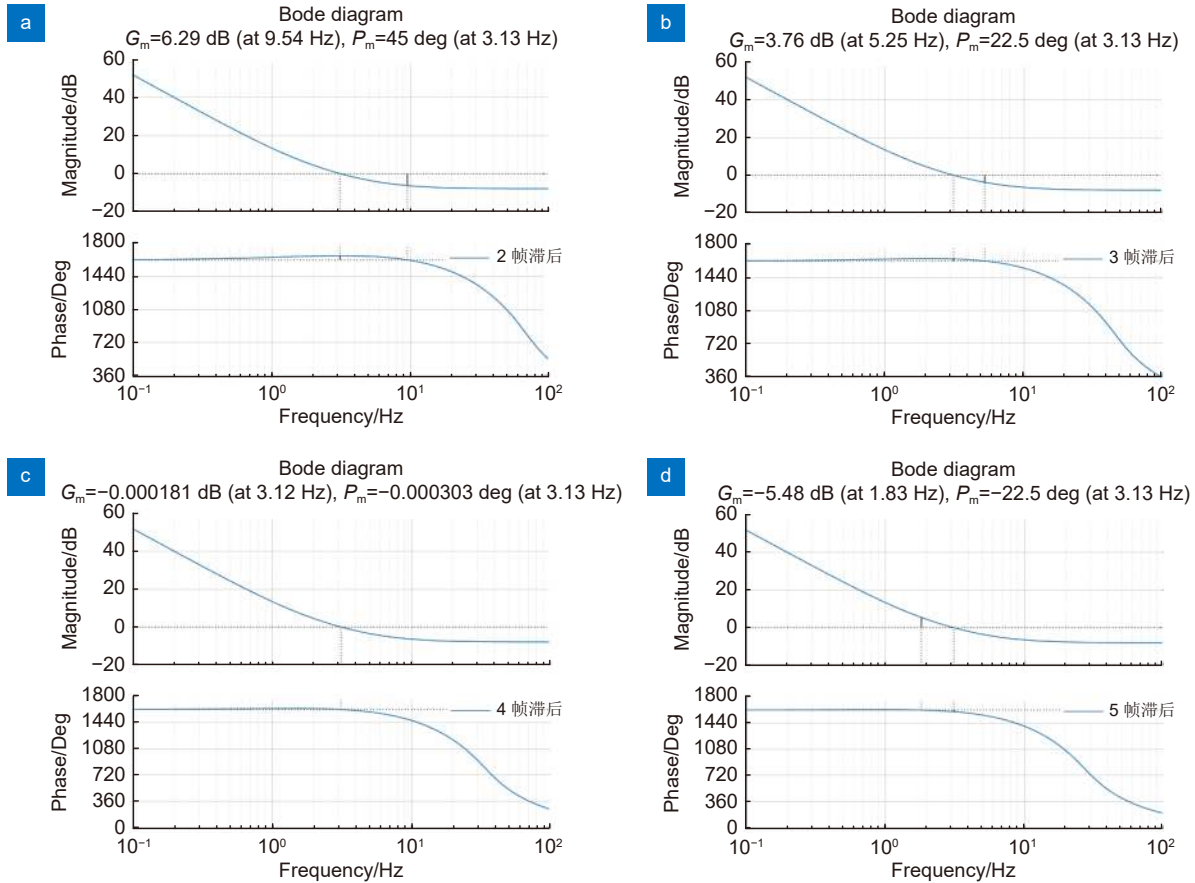 a
Bode diagram
Gm=6.29 dB (at 9.54 Hz), Pm=45 deg (at 3.13 Hz)
60
40
20
0
−20
Magnitude/dB
1800
1440
1080
720
360
Phase/Deg
2 帧滞后
10⁻¹ 10⁰ 10¹ 10²
Frequency/Hz
b
Bode diagram
Gm=3.76 dB (at 5.25 Hz), Pm=22.5 deg (at 3.13 Hz)
60
40
20
0
−20
Magnitude/dB
1800
1440
1080
720
360
Phase/Deg
3 帧滞后
10⁻¹ 10⁰ 10¹ 10²
Frequency/Hz
c
Bode diagram
Gm=−0.000181 dB (at 3.12 Hz), Pm=−0.000303 deg (at 3.13 Hz)
60
40
20
0
−20
Magnitude/dB
1800
1440
1080
720
360
0
Phase/Deg
4 帧滞后
10⁻¹ 10⁰ 10¹ 10²
Frequency/Hz
d
Bode diagram
Gm=−5.48 dB (at 1.83 Hz), Pm=−22.5 deg (at 3.13 Hz)
60
40
20
0
−20
Magnitude/dB
1800
1440
1080
720
360
0
Phase/Deg
5 帧滞后
10⁻¹ 10⁰ 10¹ 10²
Frequency/Hz